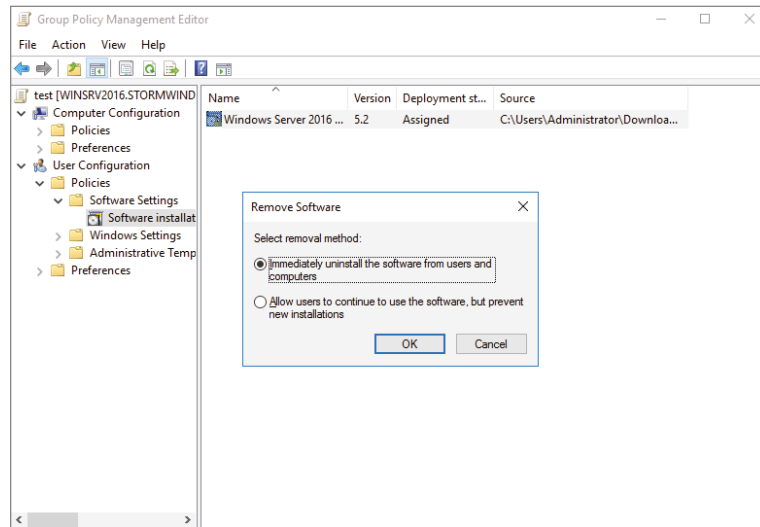 Group Policy Management Editor
File Action View Help
test [WINSRV2016.STORMWIND
Computer Configuration
Policies
Preferences
User Configuration
Policies
Software Settings
Software installat
Windows Settings
Administrative Temp
Preferences
Name Version Deployment st... Source
Windows Server 2016 ... 5.2 Assigned C:\Users\Administrator\Downloa...
Remove Software
Select removal method:
Immediately uninstall the software from users and
computers
Allow users to continue to use the software, but prevent
new installations
OK Cancel